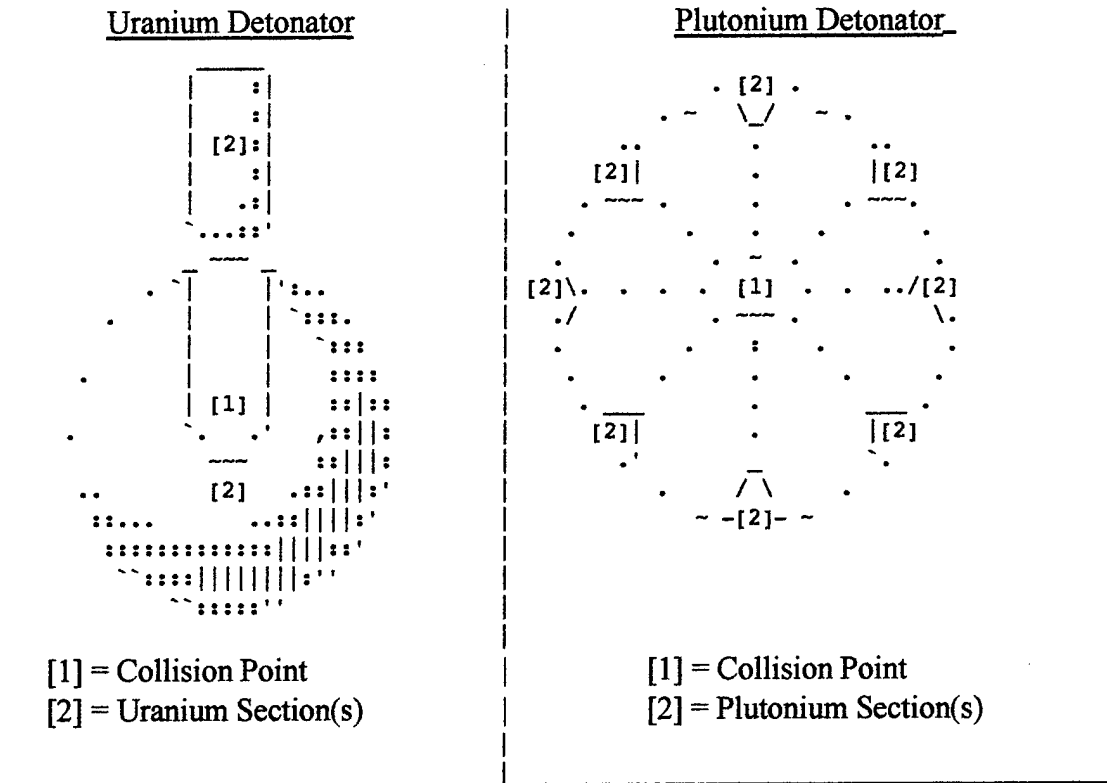 Uranium Detonator
Plutonium Detonator
[2]
[1]
[2]
[2]
[2]
[2]
[2]
[1]
[2]
[2]
[2]
[2]
[1] = Collision Point
[2] = Uranium Section(s)
[1] = Collision Point
[2] = Plutonium Section(s)